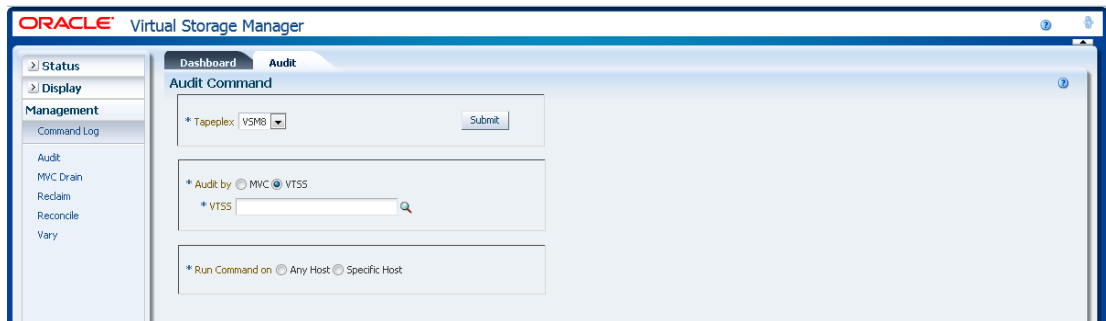 ORACLE Virtual Storage Manager
Status
Display
Management
Command Log
Audit
MVC Drain
Reclaim
Reconcile
Vary
Dashboard Audit
Audit Command
* Tapeplex VSM8 Submit
* Audit by MVC VTSS
* VTSS
* Run Command on Any Host Specific Host